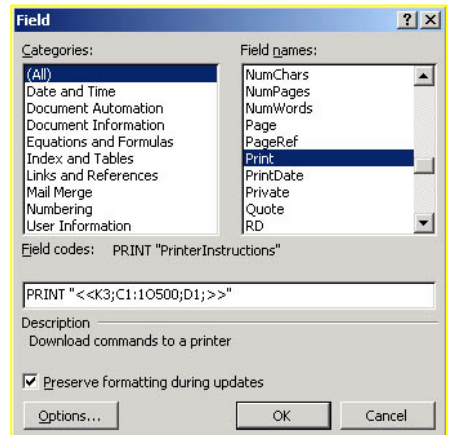 Field
Categories:
(All)
Date and Time
Document Automation
Document Information
Equations and Formulas
Index and Tables
Links and References
Mail Merge
Numbering
User Information
Field names:
NumChars
NumPages
NumWords
Page
PageRef
Print
PrintDate
Private
Quote
RD
Field codes: PRINT "PrinterInstructions"
PRINT "<<K3;C1:1O500;D1;>>"
Description
Download commands to a printer
Preserve formatting during updates
Options...
OK
Cancel